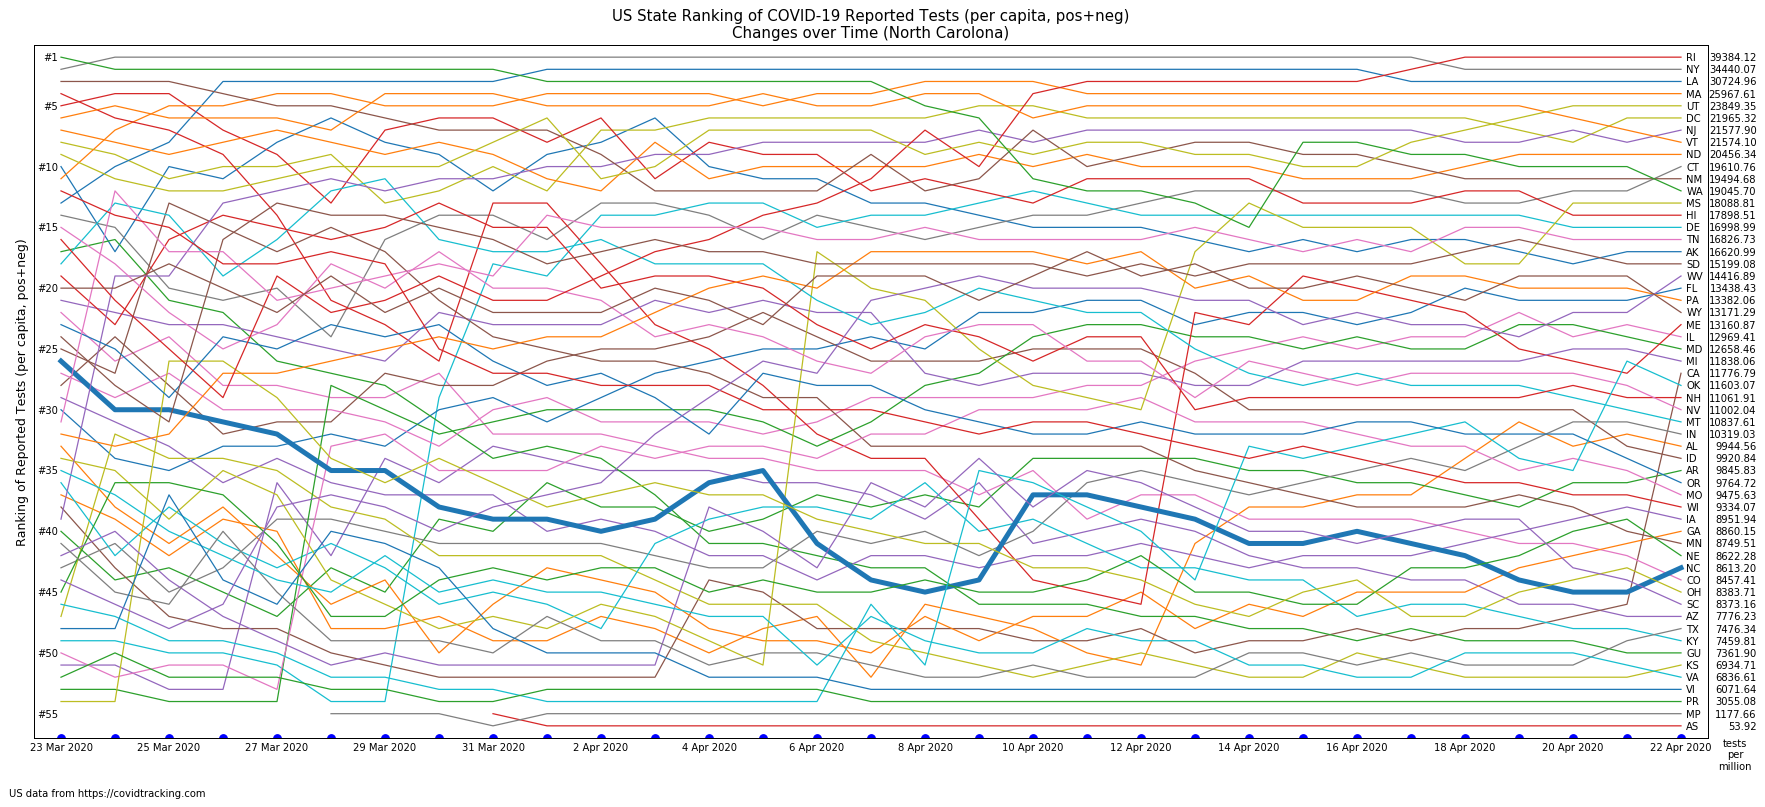 US State Ranking of COVID-19 Reported Tests (per capita, pos+neg)
Changes over Time (North Carolona)
Ranking of Reported Tests (per capita, pos+neg)
#1
#5
#10
#15
#20
#25
#30
#35
#40
#45
#50
#55
RI 39384.12
NY 34440.07
LA 30724.96
MA 25967.61
UT 23849.35
DC 21965.32
NJ 21577.90
VT 21574.10
ND 20456.34
CT 19610.76
NM 19494.68
WA 19045.70
MS 18088.81
HI 17898.51
DE 16998.99
TN 16826.73
AK 16620.99
SD 15199.08
WV 14416.89
FL 13438.43
PA 13382.06
WY 13171.29
ME 13160.87
IL 12969.41
MD 12658.46
MI 11838.06
CA 11776.79
OK 11603.07
NH 11061.91
NV 11002.04
MT 10837.61
IN 10319.03
AL 9944.56
ID 9920.84
AR 9845.83
OR 9764.72
MO 9475.63
WI 9334.07
IA 8951.94
GA 8860.15
MN 8749.51
NE 8622.28
NC 8613.20
CO 8457.41
OH 8383.71
SC 8373.16
AZ 7776.23
TX 7476.34
KY 7459.81
GU 7361.90
KS 6934.71
VA 6836.61
VI 6071.64
PR 3055.08
MP 1177.66
AS 53.92
23 Mar 2020 25 Mar 2020 27 Mar 2020 29 Mar 2020 31 Mar 2020 2 Apr 2020 4 Apr 2020 6 Apr 2020 8 Apr 2020 10 Apr 2020 12 Apr 2020 14 Apr 2020 16 Apr 2020 18 Apr 2020 20 Apr 2020 22 Apr 2020
tests
per
million
US data from https://covidtracking.com